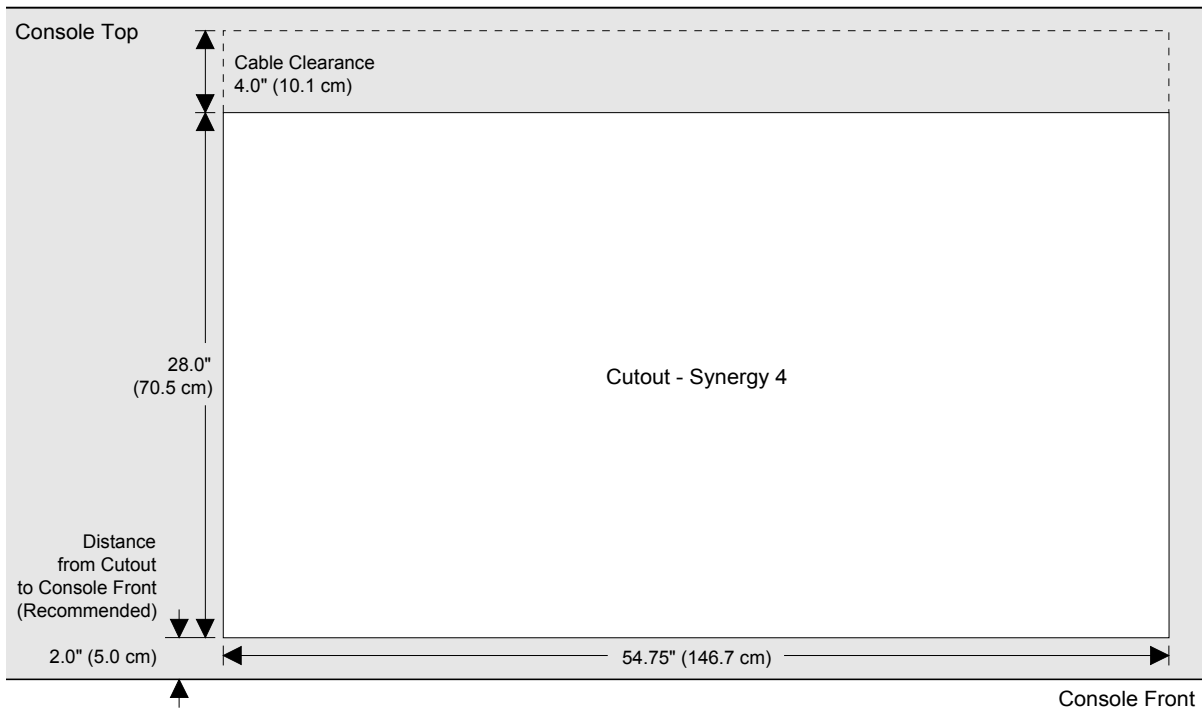 Console Top
Cable Clearance
4.0" (10.1 cm)
28.0"
(70.5 cm)
Cutout - Synergy 4
Distance
from Cutout
to Console Front
(Recommended)
2.0" (5.0 cm)
54.75" (146.7 cm)
Console Front